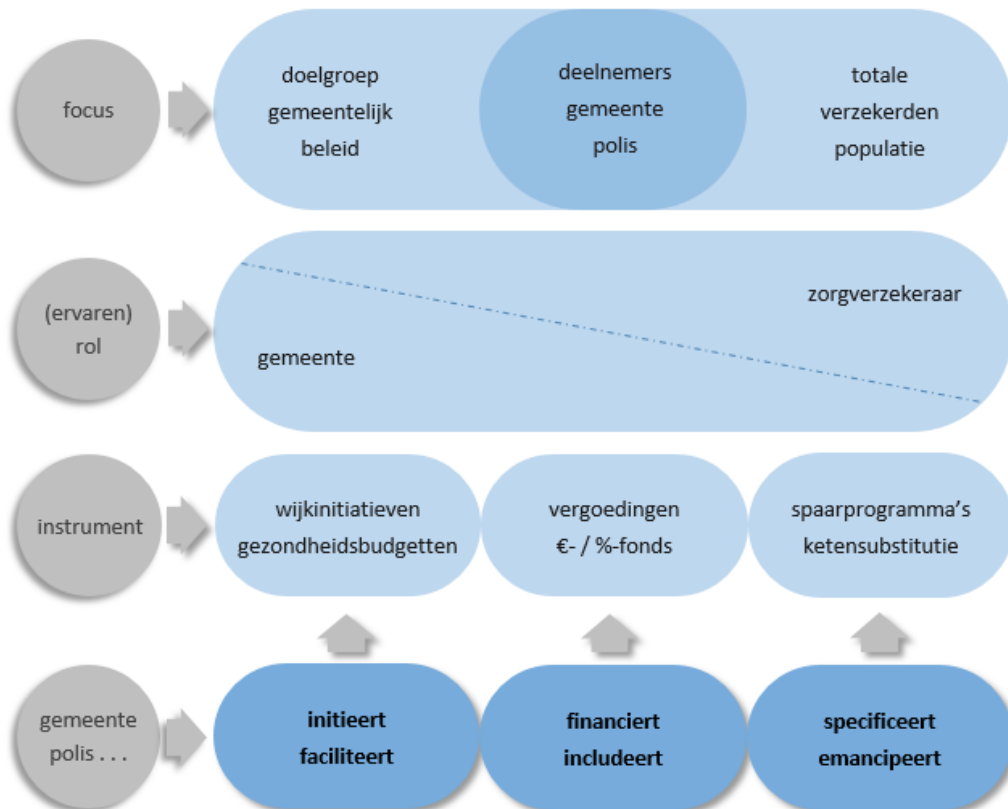 focus
doelgroep
gemeentelijk
beleid
deelnemers
gemeente
polis
totale
verzekerden
populatie
(ervaren)
rol
zorgverzekeraar
gemeente
instrument
wijkinitiatieven
gezondheidsbudgetten
vergoedingen
€- / %-fonds
spaarprogramma's
ketensubstitutie
gemeente
polis . . .
initieert
faciliteert
financiert
includeert
specificeert
emancipeert